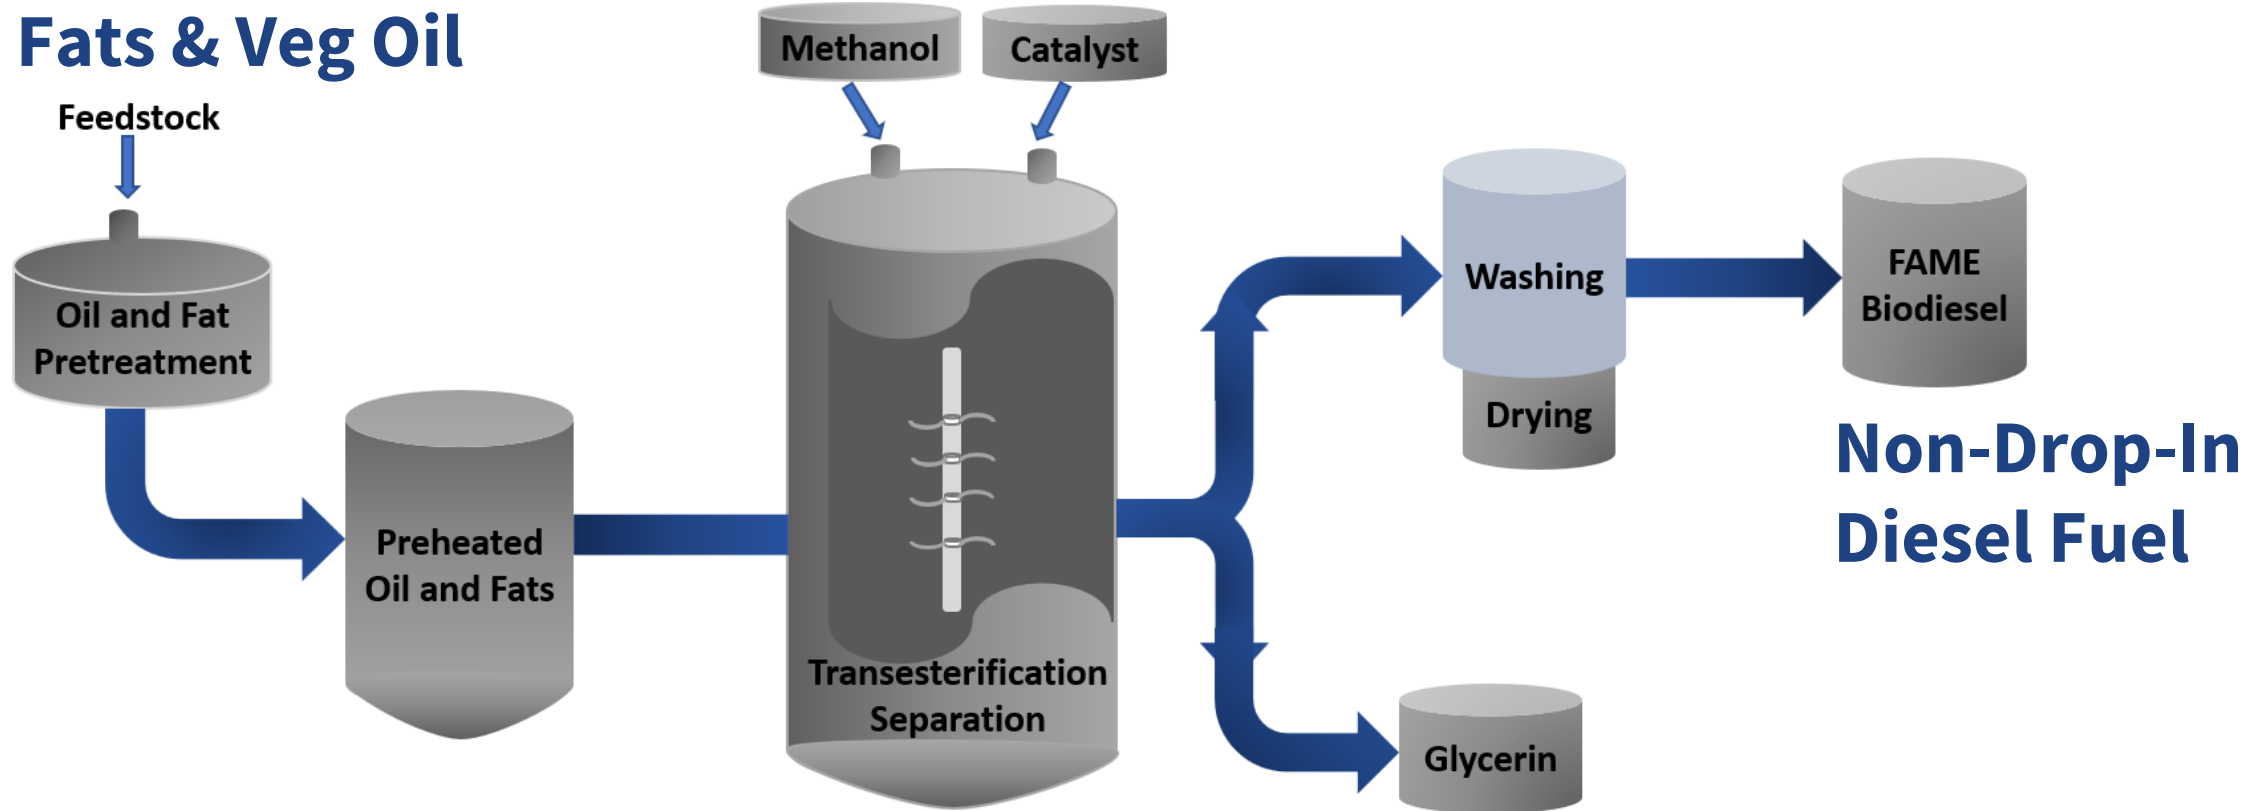 Fats & Veg Oil
Feedstock
Oil and Fat
Pretreatment
Preheated
Oil and Fats
Methanol
Catalyst
Transesterification
Separation
Washing
Drying
FAME
Biodiesel
Non-Drop-In
Diesel Fuel
Glycerin